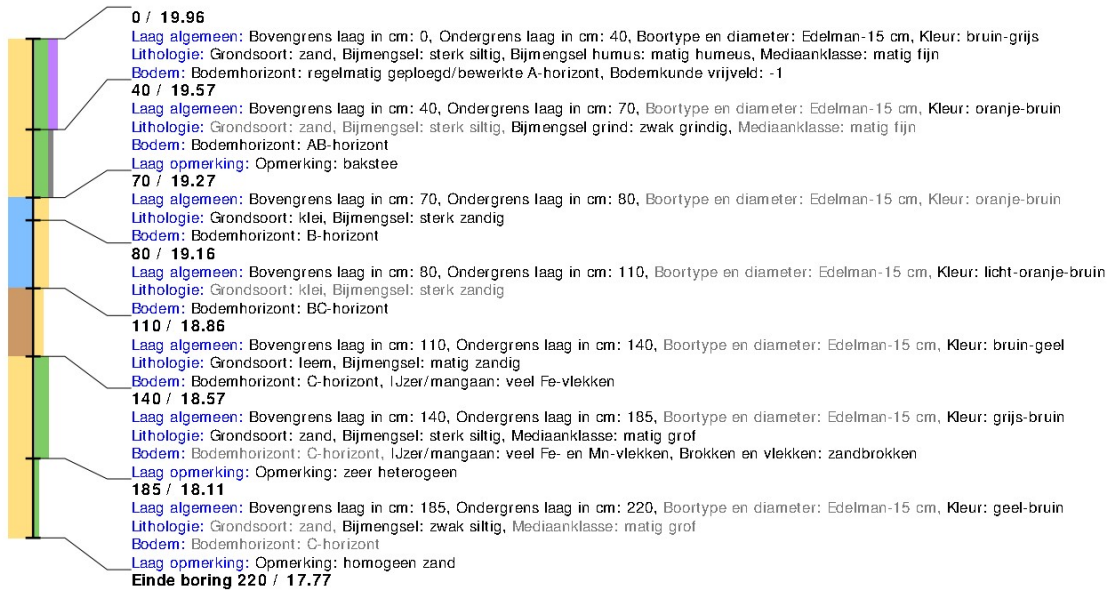 0 / 19.96
Laag algemeen: Bovengrens laag in cm: 0, Ondergrens laag in cm: 40, Boortype en diameter: Edelman-15 cm, Kleur: bruin-grijs
Lithologie: Grondsoort: zand, Bijmengsel: sterk siltig, Bijmengsel humus: matig humeus, Mediaanklasse: matig fijn
Bodem: Bodemhorizont: regelmatig geploegd/bewerkte A-horizont, Bodemkunde vrijveld: -1
40 / 19.57
Laag algemeen: Bovengrens laag in cm: 40, Ondergrens laag in cm: 70, Boortype en diameter: Edelman-15 cm, Kleur: oranje-bruin
Lithologie: Grondsoort: zand, Bijmengsel: sterk siltig, Bijmengsel grind: zwak grindig, Mediaanklasse: matig fijn
Bodem: Bodemhorizont: AB-horizont
Laag opmerking: Opmerking: bakstee
70 / 19.27
Laag algemeen: Bovengrens laag in cm: 70, Ondergrens laag in cm: 80, Boortype en diameter: Edelman-15 cm, Kleur: oranje-bruin
Lithologie: Grondsoort: klei, Bijmengsel: sterk zandig
Bodem: Bodemhorizont: B-horizont
80 / 19.16
Laag algemeen: Bovengrens laag in cm: 80, Ondergrens laag in cm: 110, Boortype en diameter: Edelman-15 cm, Kleur: licht-oranje-bruin
Lithologie: Grondsoort: klei, Bijmengsel: sterk zandig
Bodem: Bodemhorizont: BC-horizont
110 / 18.86
Laag algemeen: Bovengrens laag in cm: 110, Ondergrens laag in cm: 140, Boortype en diameter: Edelman-15 cm, Kleur: bruin-geel
Lithologie: Grondsoort: leem, Bijmengsel: matig zandig
Bodem: Bodemhorizont: C-horizont, IJzer/mangaan: veel Fe-vlekken
140 / 18.57
Laag algemeen: Bovengrens laag in cm: 140, Ondergrens laag in cm: 185, Boortype en diameter: Edelman-15 cm, Kleur: grijs-bruin
Lithologie: Grondsoort: zand, Bijmengsel: sterk siltig, Mediaanklasse: matig grof
Bodem: Bodemhorizont: C-horizont, IJzer/mangaan: veel Fe- en Mn-vlekken, Brokken en vlekken: zandbrokken
Laag opmerking: Opmerking: zeer heterogeen
185 / 18.11
Laag algemeen: Bovengrens laag in cm: 185, Ondergrens laag in cm: 220, Boortype en diameter: Edelman-15 cm, Kleur: geel-bruin
Lithologie: Grondsoort: zand, Bijmengsel: zwak siltig, Mediaanklasse: matig grof
Bodem: Bodemhorizont: C-horizont
Laag opmerking: Opmerking: homogeen zand
Einde boring 220 / 17.77